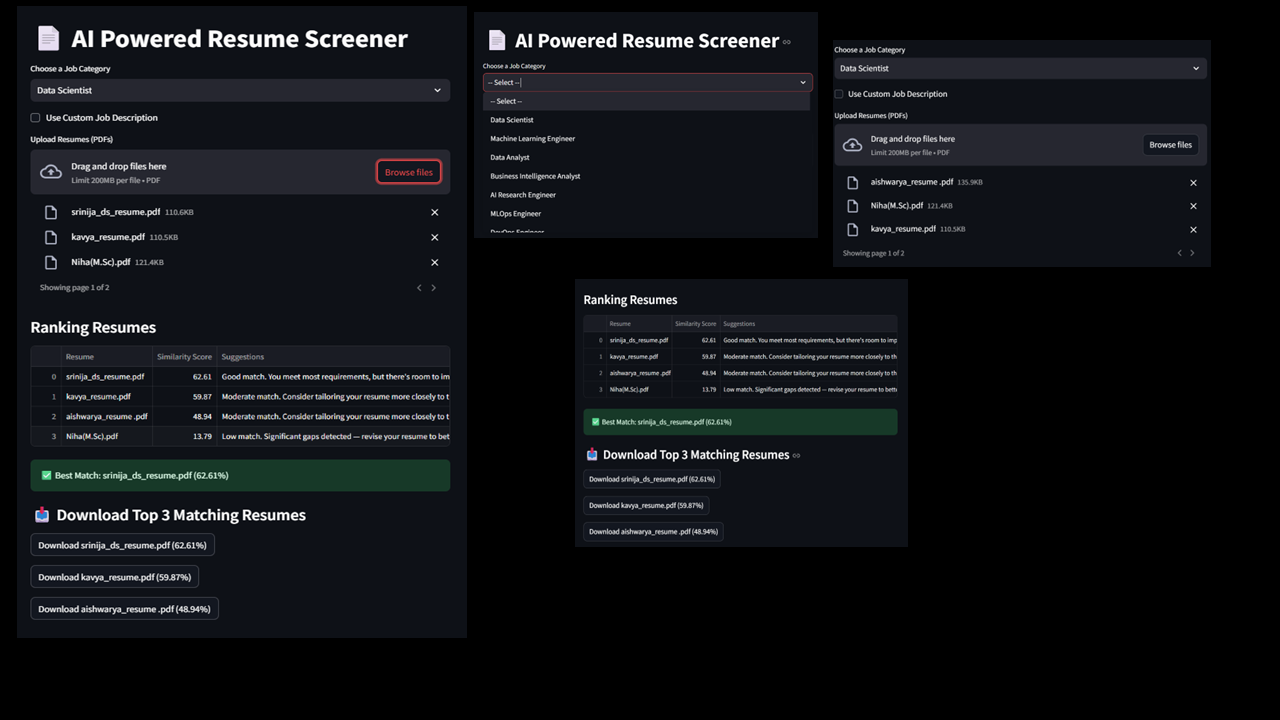 AI Powered Resume Screener
Choose a Job Category
Data Scientist
Use Custom Job Description
Upload Resumes (PDFs)
Drag and drop files here
Limit 200MB per file • PDF
Browse files
srinija_ds_resume.pdf 110.6KB
kavya_resume.pdf 110.5KB
Niha(M.Sc).pdf 121.4KB
Showing page 1 of 2
Ranking Resumes
Resume Similarity Score Suggestions
0 srinija_ds_resume.pdf 62.61 Good match. You meet most requirements, but there's room to im
1 kavya_resume.pdf 59.87 Moderate match. Consider tailoring your resume more closely to t
2 aishwarya_resume .pdf 48.94 Moderate match. Consider tailoring your resume more closely to t
3 Niha(M.Sc).pdf 13.79 Low match. Significant gaps detected — revise your resume to bet
Best Match: srinija_ds_resume.pdf (62.61%)
Download Top 3 Matching Resumes
Download srinija_ds_resume.pdf (62.61%)
Download kavya_resume.pdf (59.87%)
Download aishwarya_resume .pdf (48.94%)
AI Powered Resume Screener
Choose a Job Category
-- Select --
-- Select --
Data Scientist
Machine Learning Engineer
Data Analyst
Business Intelligence Analyst
AI Research Engineer
MLOps Engineer
DevOps Engineer
Choose a Job Category
Data Scientist
Use Custom Job Description
Upload Resumes (PDFs)
Drag and drop files here
Limit 200MB per file • PDF
Browse files
aishwarya_resume .pdf 135.9KB
Niha(M.Sc).pdf 121.4KB
kavya_resume.pdf 110.5KB
Showing page 1 of 2
Ranking Resumes
Resume Similarity Score Suggestions
0 srinija_ds_resume.pdf 62.61 Good match. You meet most requirements, but there's room to imp
1 kavya_resume.pdf 59.87 Moderate match. Consider tailoring your resume more closely to th
2 aishwarya_resume .pdf 48.94 Moderate match. Consider tailoring your resume more closely to th
3 Niha(M.Sc).pdf 13.79 Low match. Significant gaps detected — revise your resume to bett
Best Match: srinija_ds_resume.pdf (62.61%)
Download Top 3 Matching Resumes
Download srinija_ds_resume.pdf (62.61%)
Download kavya_resume.pdf (59.87%)
Download aishwarya_resume .pdf (48.94%)